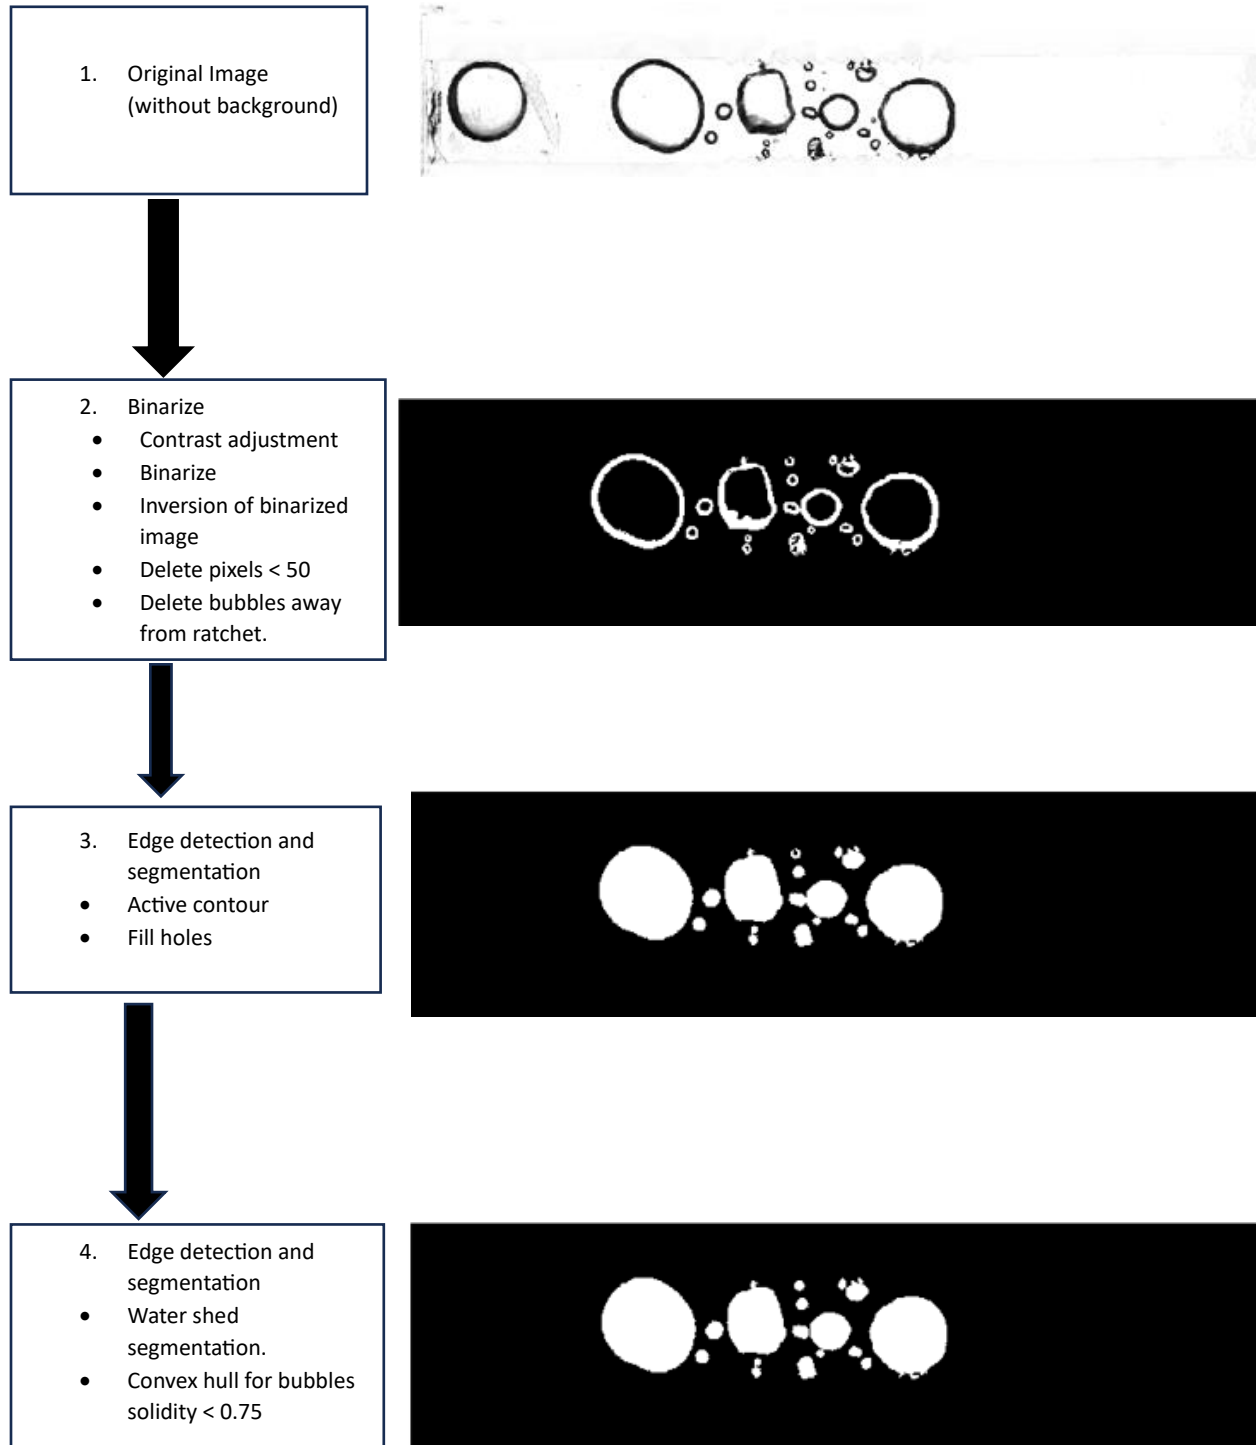 1. Original Image
(without background)
2. Binarize
• Contrast adjustment
• Binarize
• Inversion of binarized
image
• Delete pixels < 50
• Delete bubbles away
from ratchet.
3. Edge detection and
segmentation
• Active contour
• Fill holes
4. Edge detection and
segmentation
• Water shed
segmentation.
• Convex hull for bubbles
solidity < 0.75